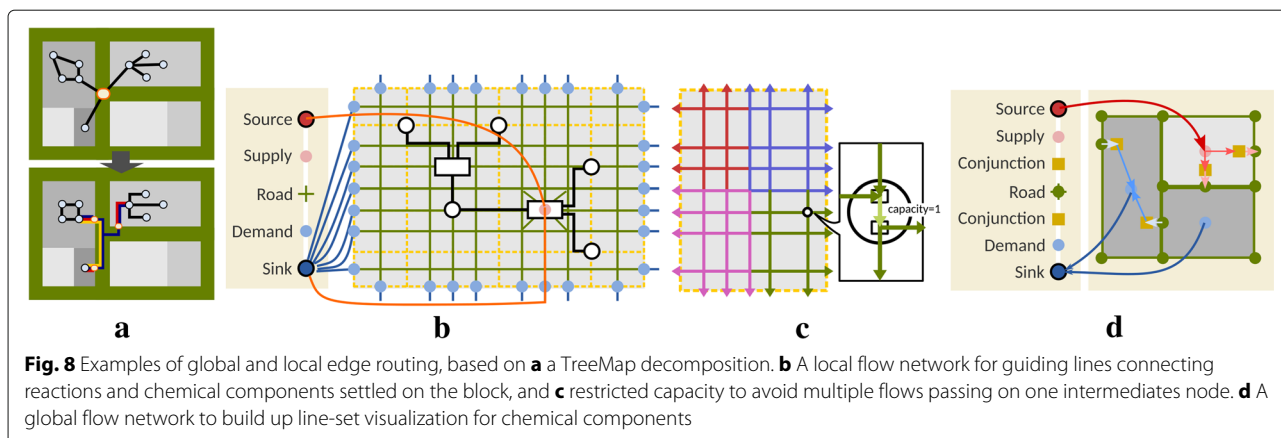 Source
Supply
Road
Demand
Sink
capacity=1
Source
Supply
Conjunction
Road
Conjunction
Demand
Sink
a
b
c
d
Fig. 8 Examples of global and local edge routing, based on a a TreeMap decomposition. b A local flow network for guiding lines connecting
reactions and chemical components settled on the block, and c restricted capacity to avoid multiple flows passing on one intermediates node. d A
global flow network to build up line-set visualization for chemical components